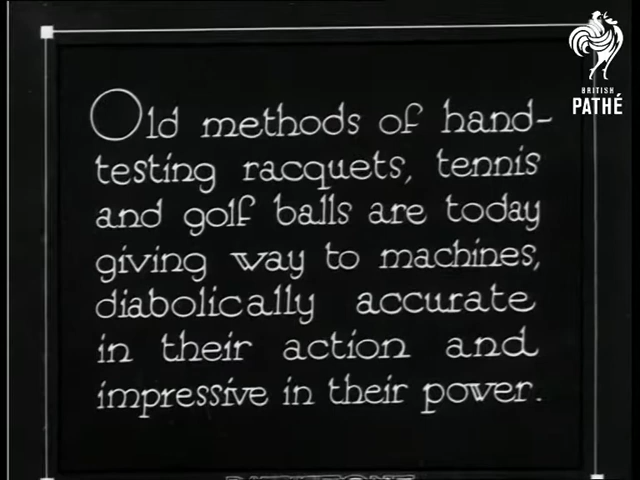 BRITISH
PATHÉ
Old methods of hand-
testing racquets, tennis
and golf balls are today
giving way to machines,
diabolically accurate
in their action and
impressive in their power.